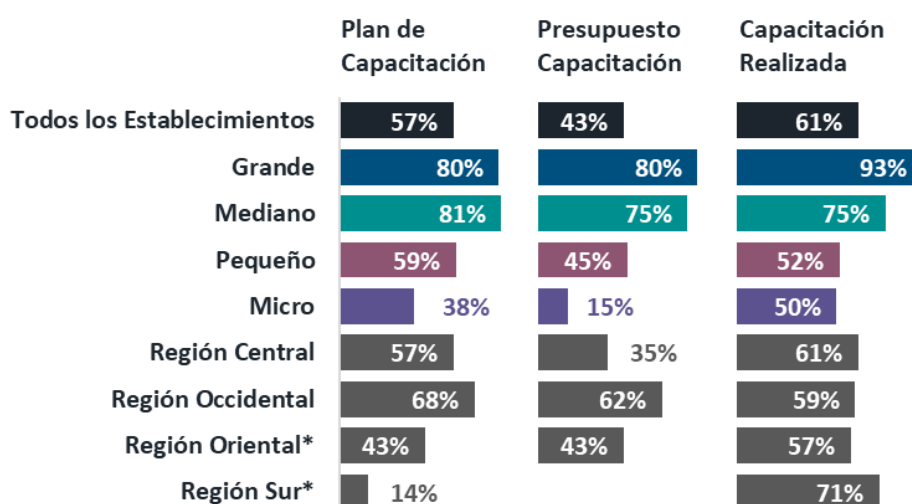 Plan de Capacitación
Presupuesto Capacitación
Capacitación Realizada
Todos los Establecimientos 57% 43% 61%
Grande 80% 80% 93%
Mediano 81% 75% 75%
Pequeño 59% 45% 52%
Micro 38% 15% 50%
Región Central 57% 35% 61%
Región Occidental 68% 62% 59%
Región Oriental* 43% 43% 57%
Región Sur* 14% 71%